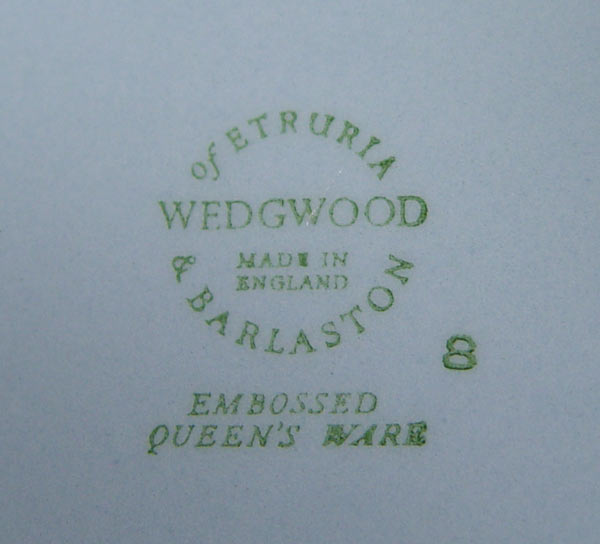 of ETRURIA
WEDGWOOD
MADE IN
ENGLAND
& BARLASTON
8
EMBOSSED
QUEEN'S WARE